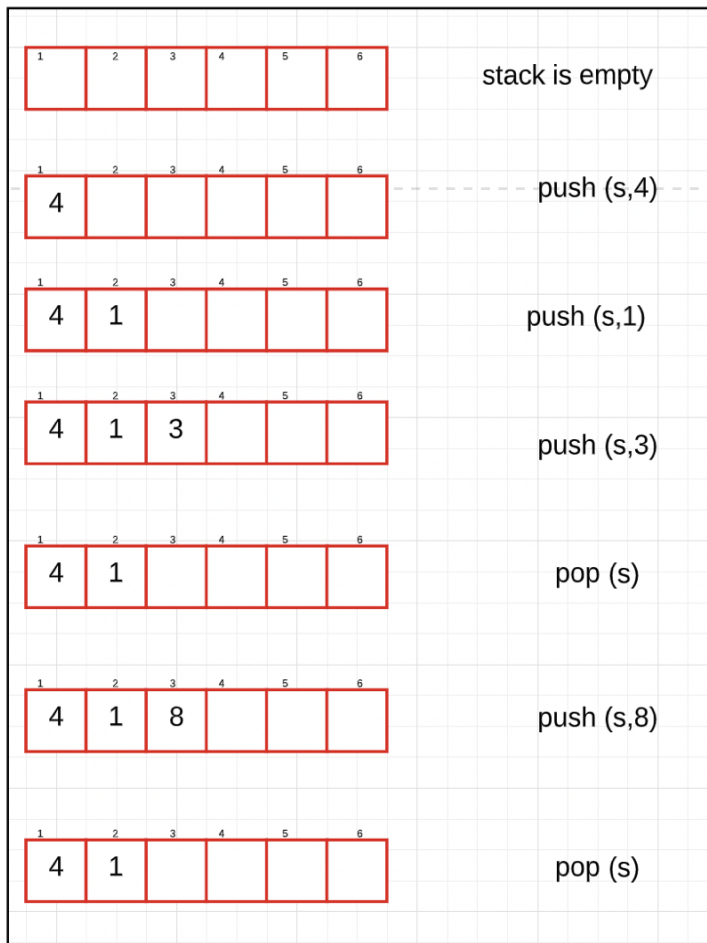 1 2 3 4 5 6
stack is empty
1 2 3 4 5 6
4
push (s,4)
1 2 3 4 5 6
4 1
push (s,1)
1 2 3 4 5 6
4 1 3
push (s,3)
1 2 3 4 5 6
4 1
pop (s)
1 2 3 4 5 6
4 1 8
push (s,8)
1 2 3 4 5 6
4 1
pop (s)